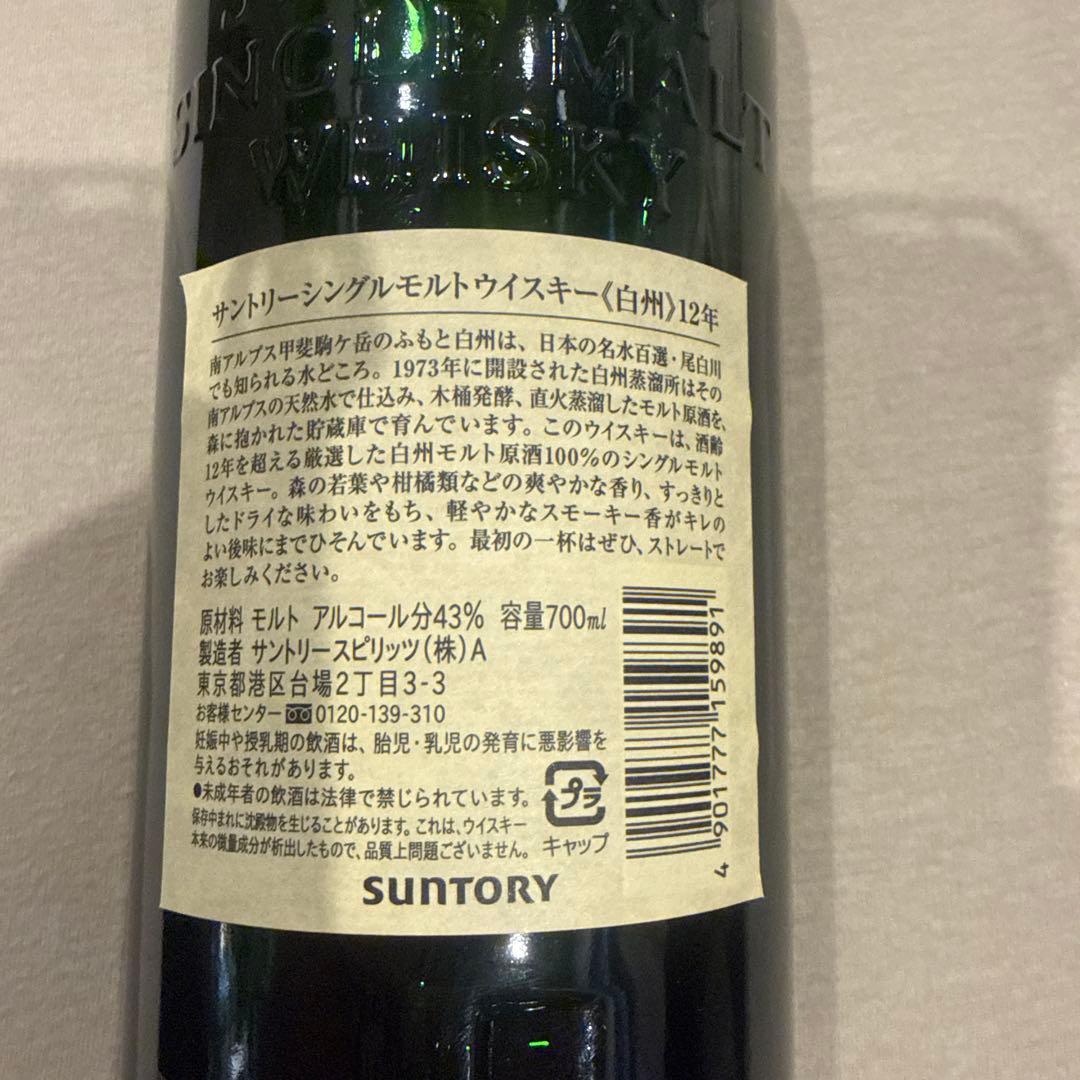 SINGLE MALT
WHISKY
サントリーシングルモルトウイスキー《白州》12年
南アルプス甲斐駒ケ岳のふもと白州は、日本の名水百選・尾白川
でも知られる水どころ。1973年に開設された白州蒸溜所はその
南アルプスの天然水で仕込み、木桶発酵、直火蒸溜したモルト原酒を、
森に抱かれた貯蔵庫で育んでいます。このウイスキーは、酒齢
12年を超える厳選した白州モルト原酒100%のシングルモルト
ウイスキー。森の若葉や柑橘類などの爽やかな香り、すっきりと
したドライな味わいをもち、軽やかなスモーキー香がキレの
よい後味にまでひそんでいます。最初の一杯はぜひ、ストレートで
お楽しみください。
原材料 モルト アルコール分43% 容量700ml
製造者 サントリースピリッツ(株)A
東京都港区台場2丁目3-3
お客様センター 0120-139-310
妊娠中や授乳期の飲酒は、胎児・乳児の発育に悪影響を
与えるおそれがあります。
●未成年者の飲酒は法律で禁じられています。
保存中まれに沈殿物を生じることがあります。これは、ウイスキー
本来の微量成分が析出したもので、品質上問題ございません。
プラ
キャップ
4 901777 159891
SUNTORY